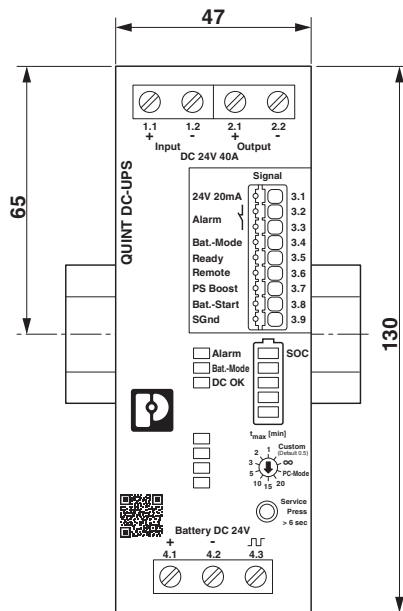 47
65
130
1.1 1.2 2.1 2.2
+ - + -
Input Output
DC 24V 40A
QUINT DC-UPS
Signal
24V 20mA 3.1
3.2
Alarm
3.3
Bat.-Mode 3.4
Ready 3.5
Remote 3.6
PS Boost 3.7
Bat.-Start 3.8
SGnd 3.9
Alarm SOC
Bat.-Mode
DC OK
tmax [min]
Custom
(Default 0.5)
1
2
3 ∞
5 PC-Mode
10 15 20
Service
Press
> 6 sec
Battery DC 24V
+ -
4.1 4.2 4.3